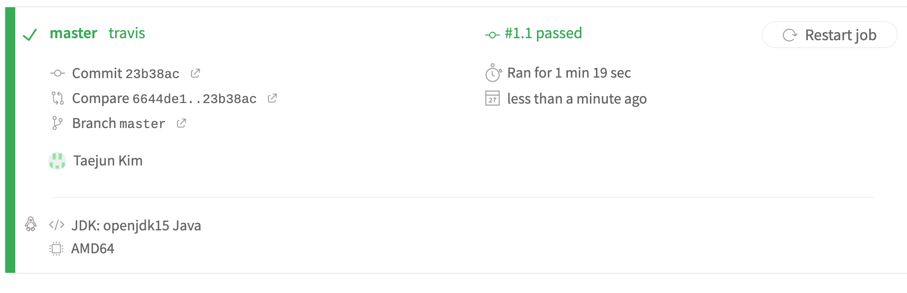 master travis
#1.1 passed
Restart job
Commit 23b38ac
Ran for 1 min 19 sec
Compare 6644de1..23b38ac
27
less than a minute ago
Branch master
Taejun Kim
JDK: openjdk15 Java
AMD64